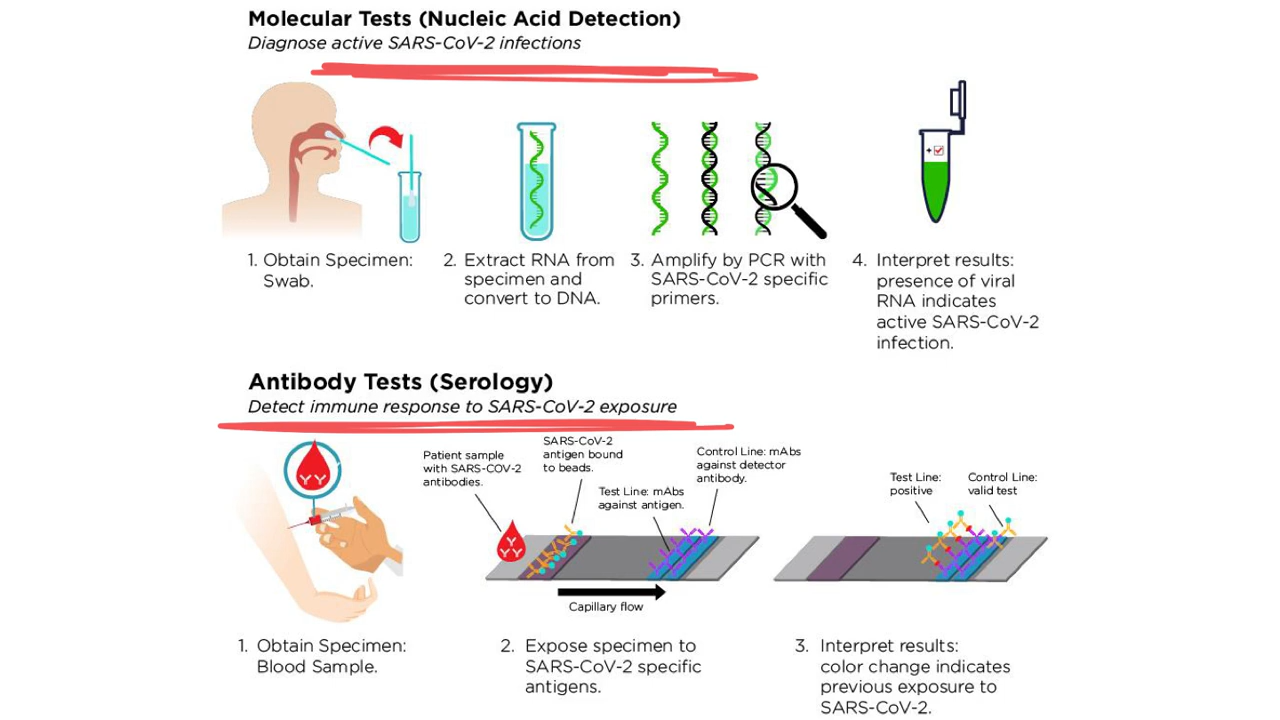 Molecular Tests (Nucleic Acid Detection)
Diagnose active SARS-CoV-2 infections
1. Obtain Specimen:
Swab.
2. Extract RNA from
specimen and
convert to DNA.
3. Amplify by PCR with
SARS-CoV-2 specific
primers.
+
4. Interpret results:
presence of viral
RNA indicates
active SARS-CoV-2
infection.
Antibody Tests (Serology)
Detect immune response to SARS-CoV-2 exposure
Patient sample
with SARS-COV-2
antibodies.
SARS-CoV-2
antigen bound
to beads.
Test Line: mAbs
against antigen.
Control Line: mAbs
against detector
antibody.
Capillary flow
Test Line:
positive
Control Line:
valid test
1. Obtain Specimen:
Blood Sample.
2. Expose specimen to
SARS-CoV-2 specific
antigens.
3. Interpret results:
color change indicates
previous exposure to
SARS-CoV-2.